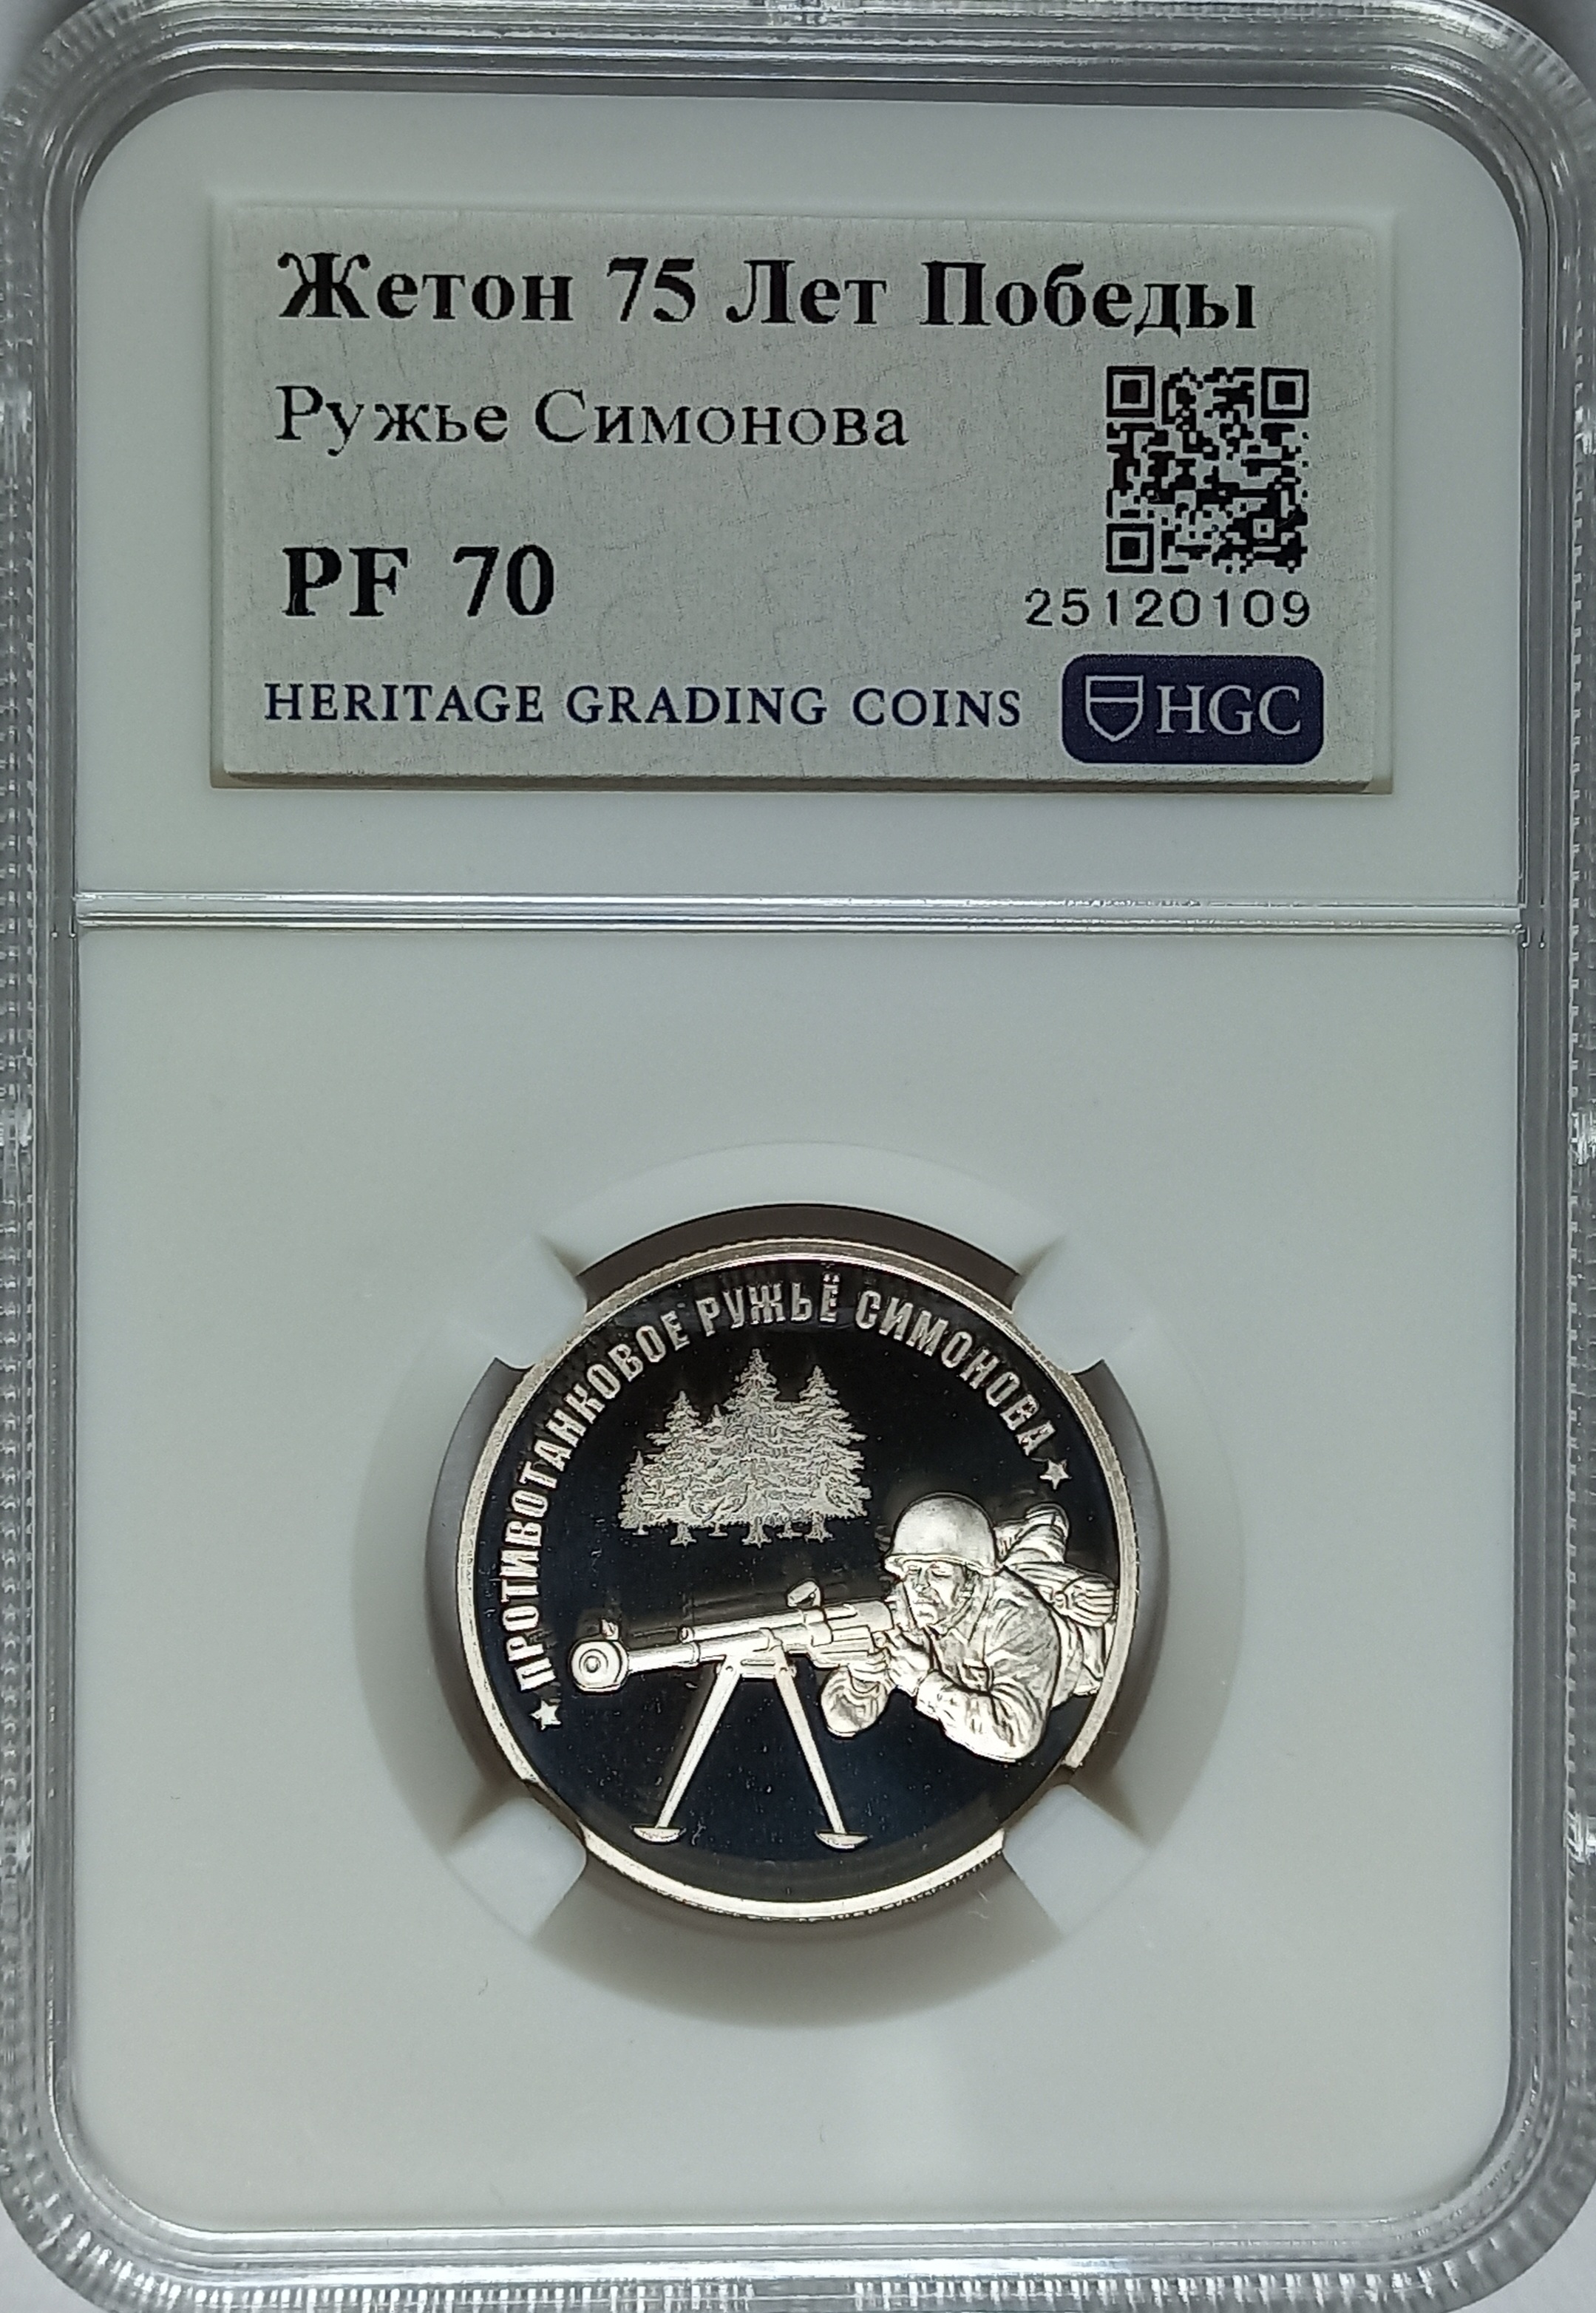 Жетон 75 Лет Победы
Ружье Симонова
PF 70
25120109
HERITAGE GRADING COINS HGC
ПРОТИВОТАНКОВОЕ РУЖЬЁ СИМОНОВА